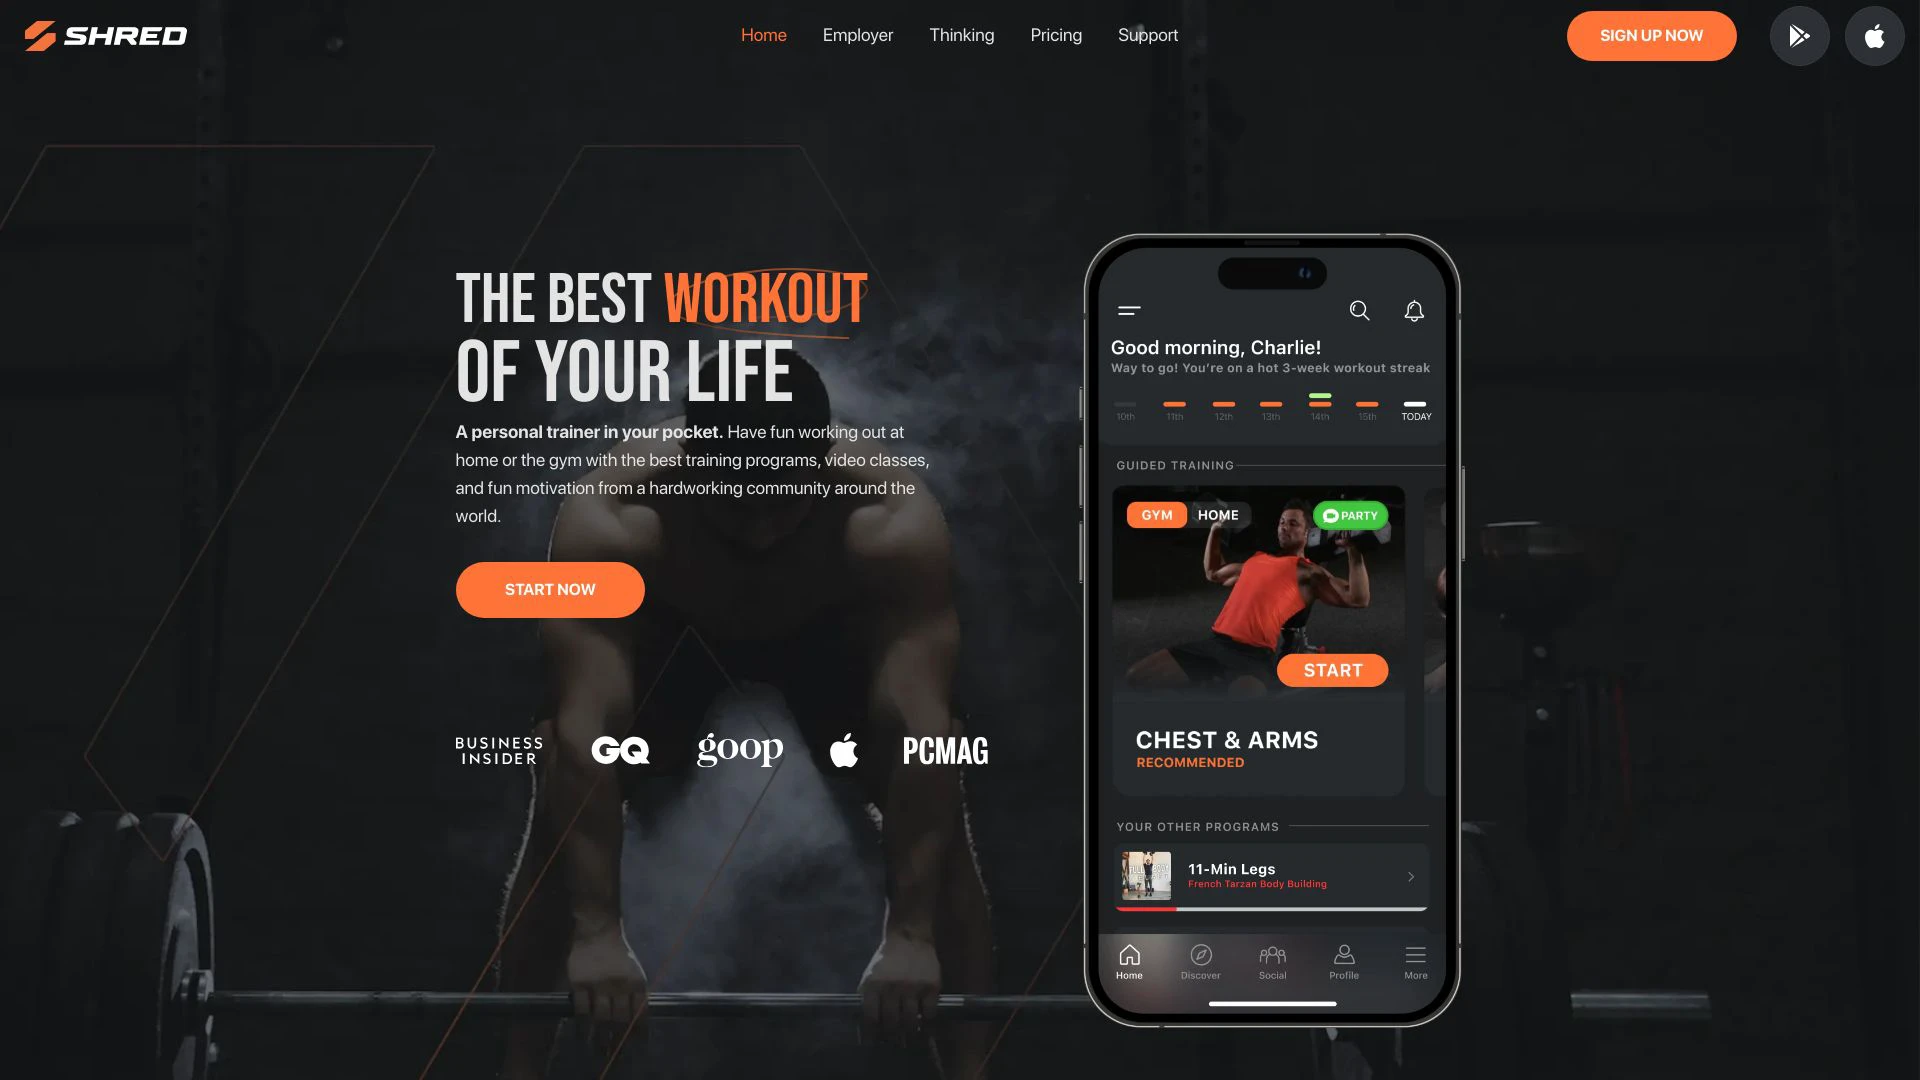 SHRED
Home
Employer
Thinking
Pricing
Support
SIGN UP NOW
THE BEST WORKOUT
OF YOUR LIFE
A personal trainer in your pocket. Have fun working out at
home or the gym with the best training programs, video classes,
and fun motivation from a hardworking community around the
world.
START NOW
BUSINESS
INSIDER
GQ
goop
PCMAG
Good morning, Charlie!
Way to go! You’re on a hot 3-week workout streak
10th
11th
12th
13th
14th
15th
TODAY
GUIDED TRAINING
GYM
HOME
PARTY
START
CHEST & ARMS
RECOMMENDED
YOUR OTHER PROGRAMS
11-Min Legs
French Tarzan Body Building
Home
Discover
Social
Profile
More